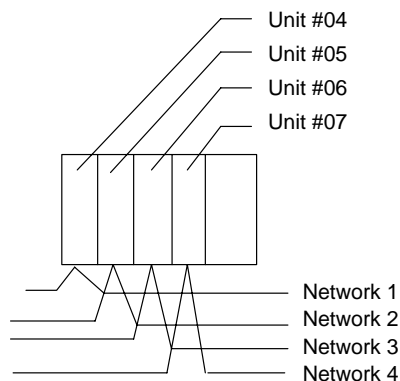 Unit #04
Unit #05
Unit #06
Unit #07
Network 1
Network 2
Network 3
Network 4